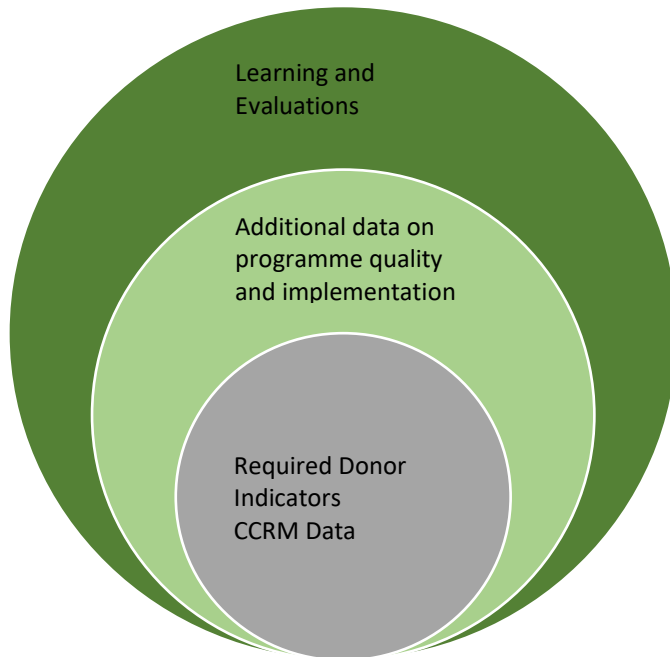 Learning and
Evaluations
Additional data on
programme quality
and implementation
Required Donor
Indicators
CCRM Data